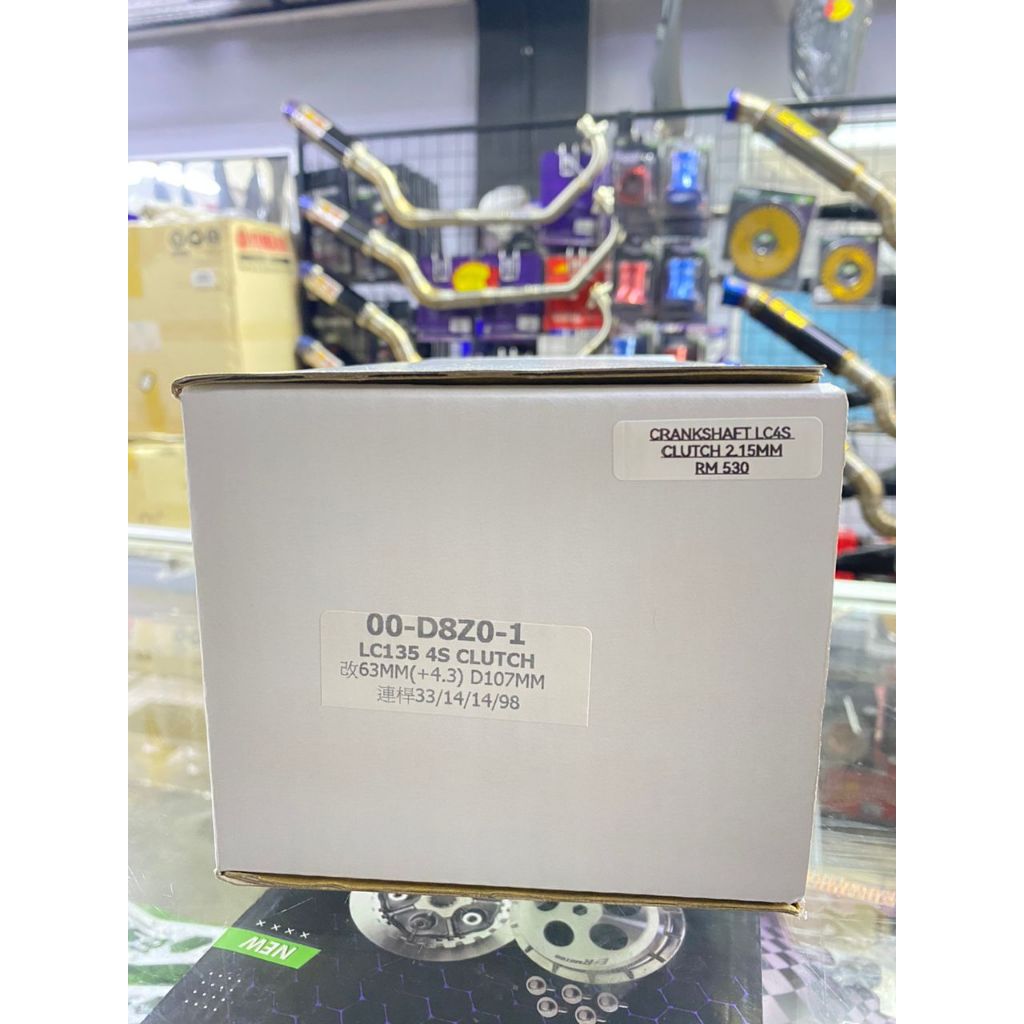 CRANKSHAFT LC4S
CLUTCH 2.15MM
RM 530
00-D8Z0-1
LC135 4S CLUTCH
改63MM(+4.3) D107MM
連桿33/14/14/98
NEW